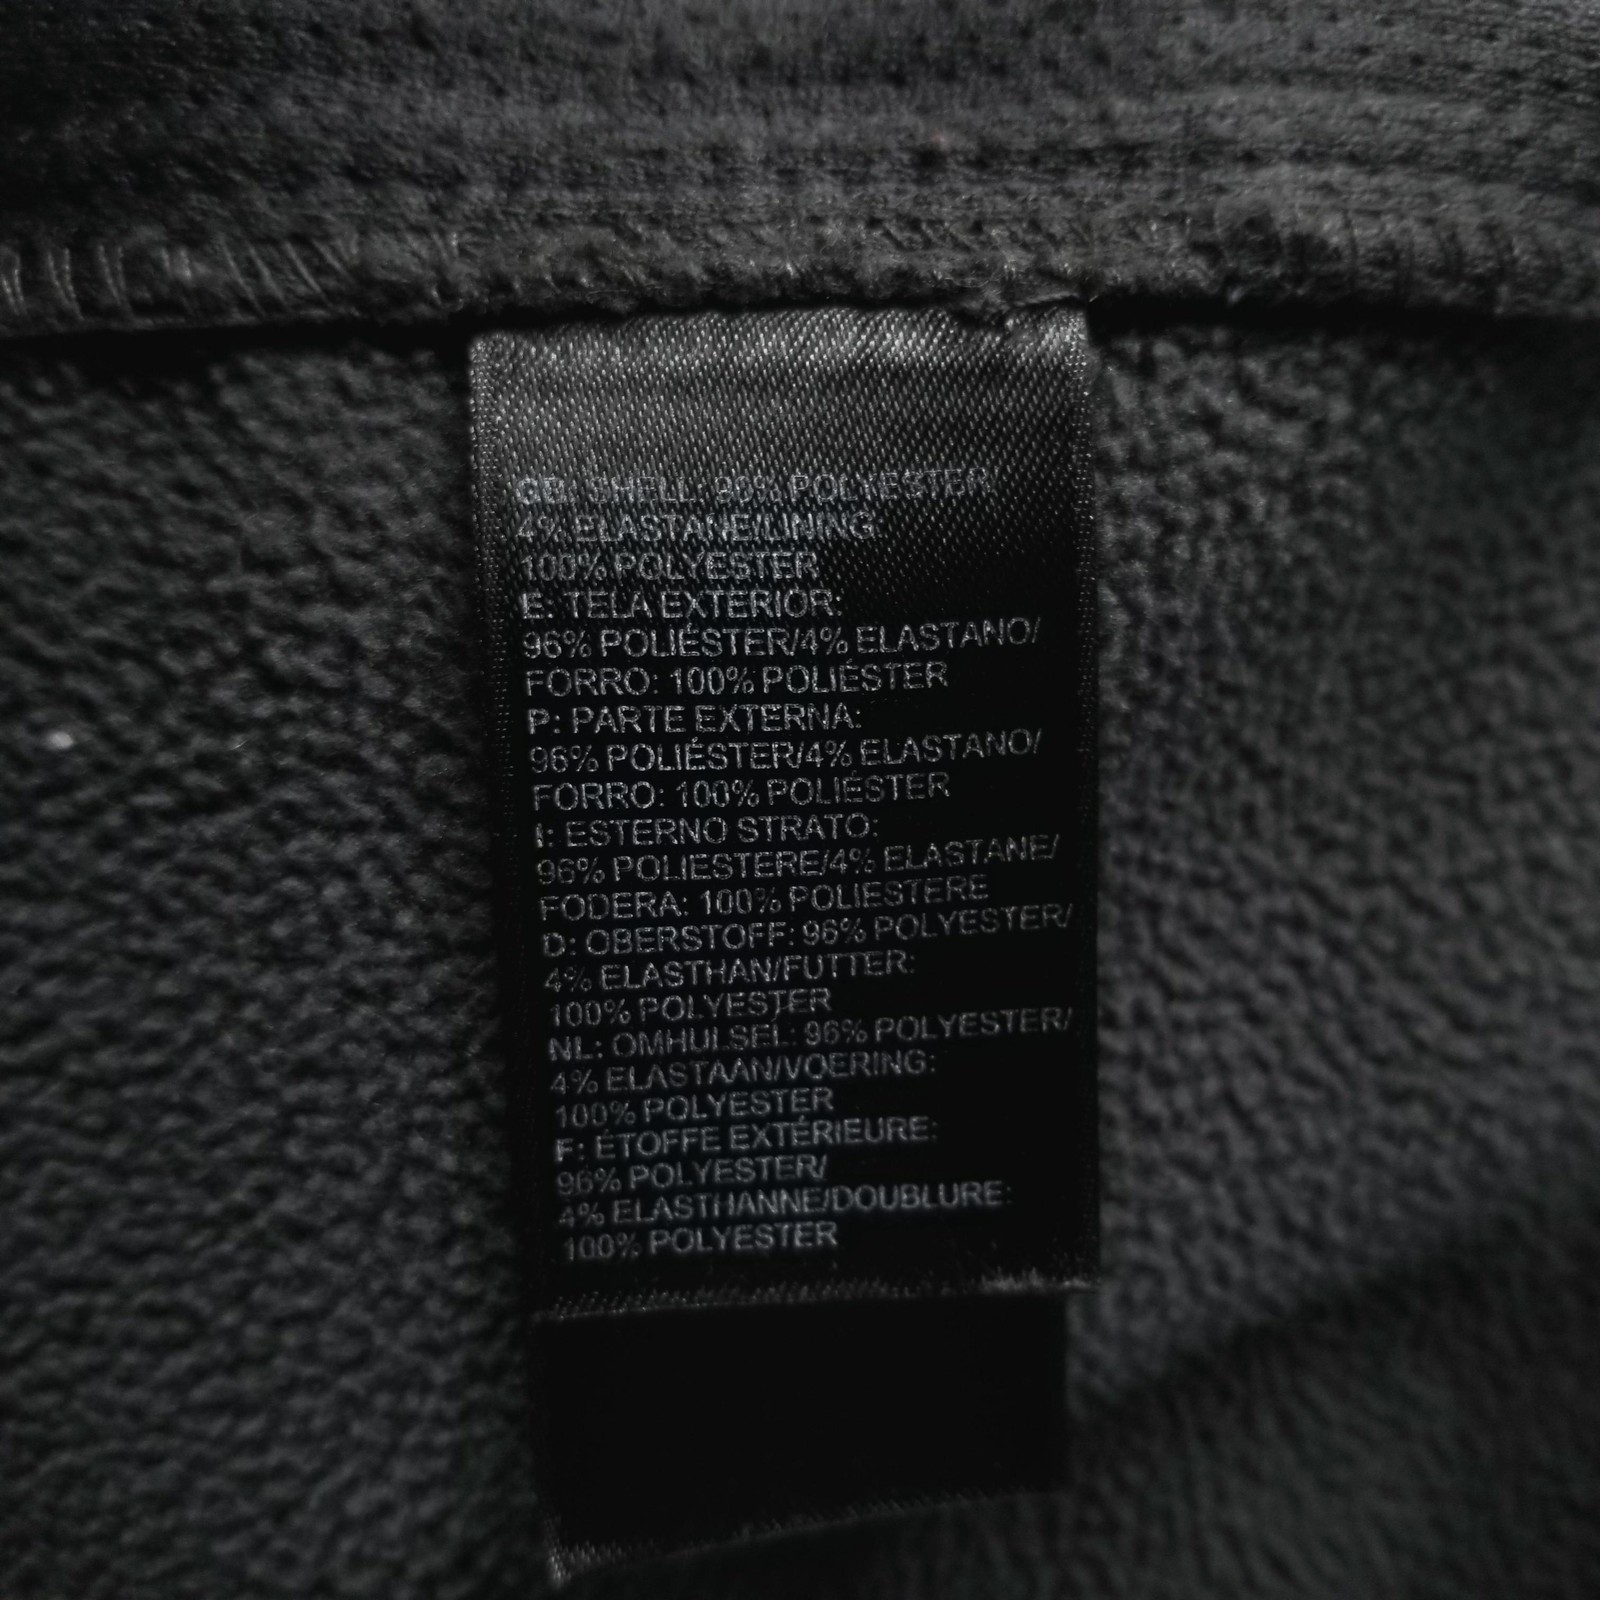 GB: SHELL: 96% POLYESTER/
4% ELASTANE/LINING
100% POLYESTER
E: TELA EXTERIOR:
96% POLIÉSTER/4% ELASTANO/
FORRO: 100% POLIÉSTER
P: PARTE EXTERNA:
96% POLIÉSTER/4% ELASTANO/
FORRO: 100% POLIÉSTER
I: ESTERNO STRATO:
96% POLIESTERE/4% ELASTANE/
FODERA: 100% POLIESTERE
D: OBERSTOFF: 96% POLYESTER/
4% ELASTHAN/FUTTER:
100% POLYESTER
NL: OMHULSEL: 96% POLYESTER/
4% ELASTAAN/VOERING:
100% POLYESTER
F: ÉTOFFE EXTÉRIEURE:
96% POLYESTER/
4% ELASTHANNE/DOUBLURE:
100% POLYESTER